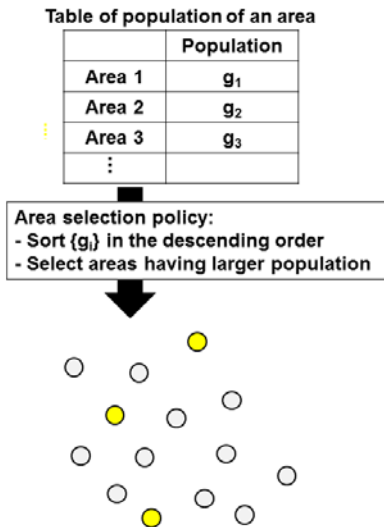 Table of population of an area
Population
Area 1 g₁
Area 2 g₂
Area 3 g₃
⋮
Area selection policy:
- Sort {gᵢ} in the descending order
- Select areas having larger population